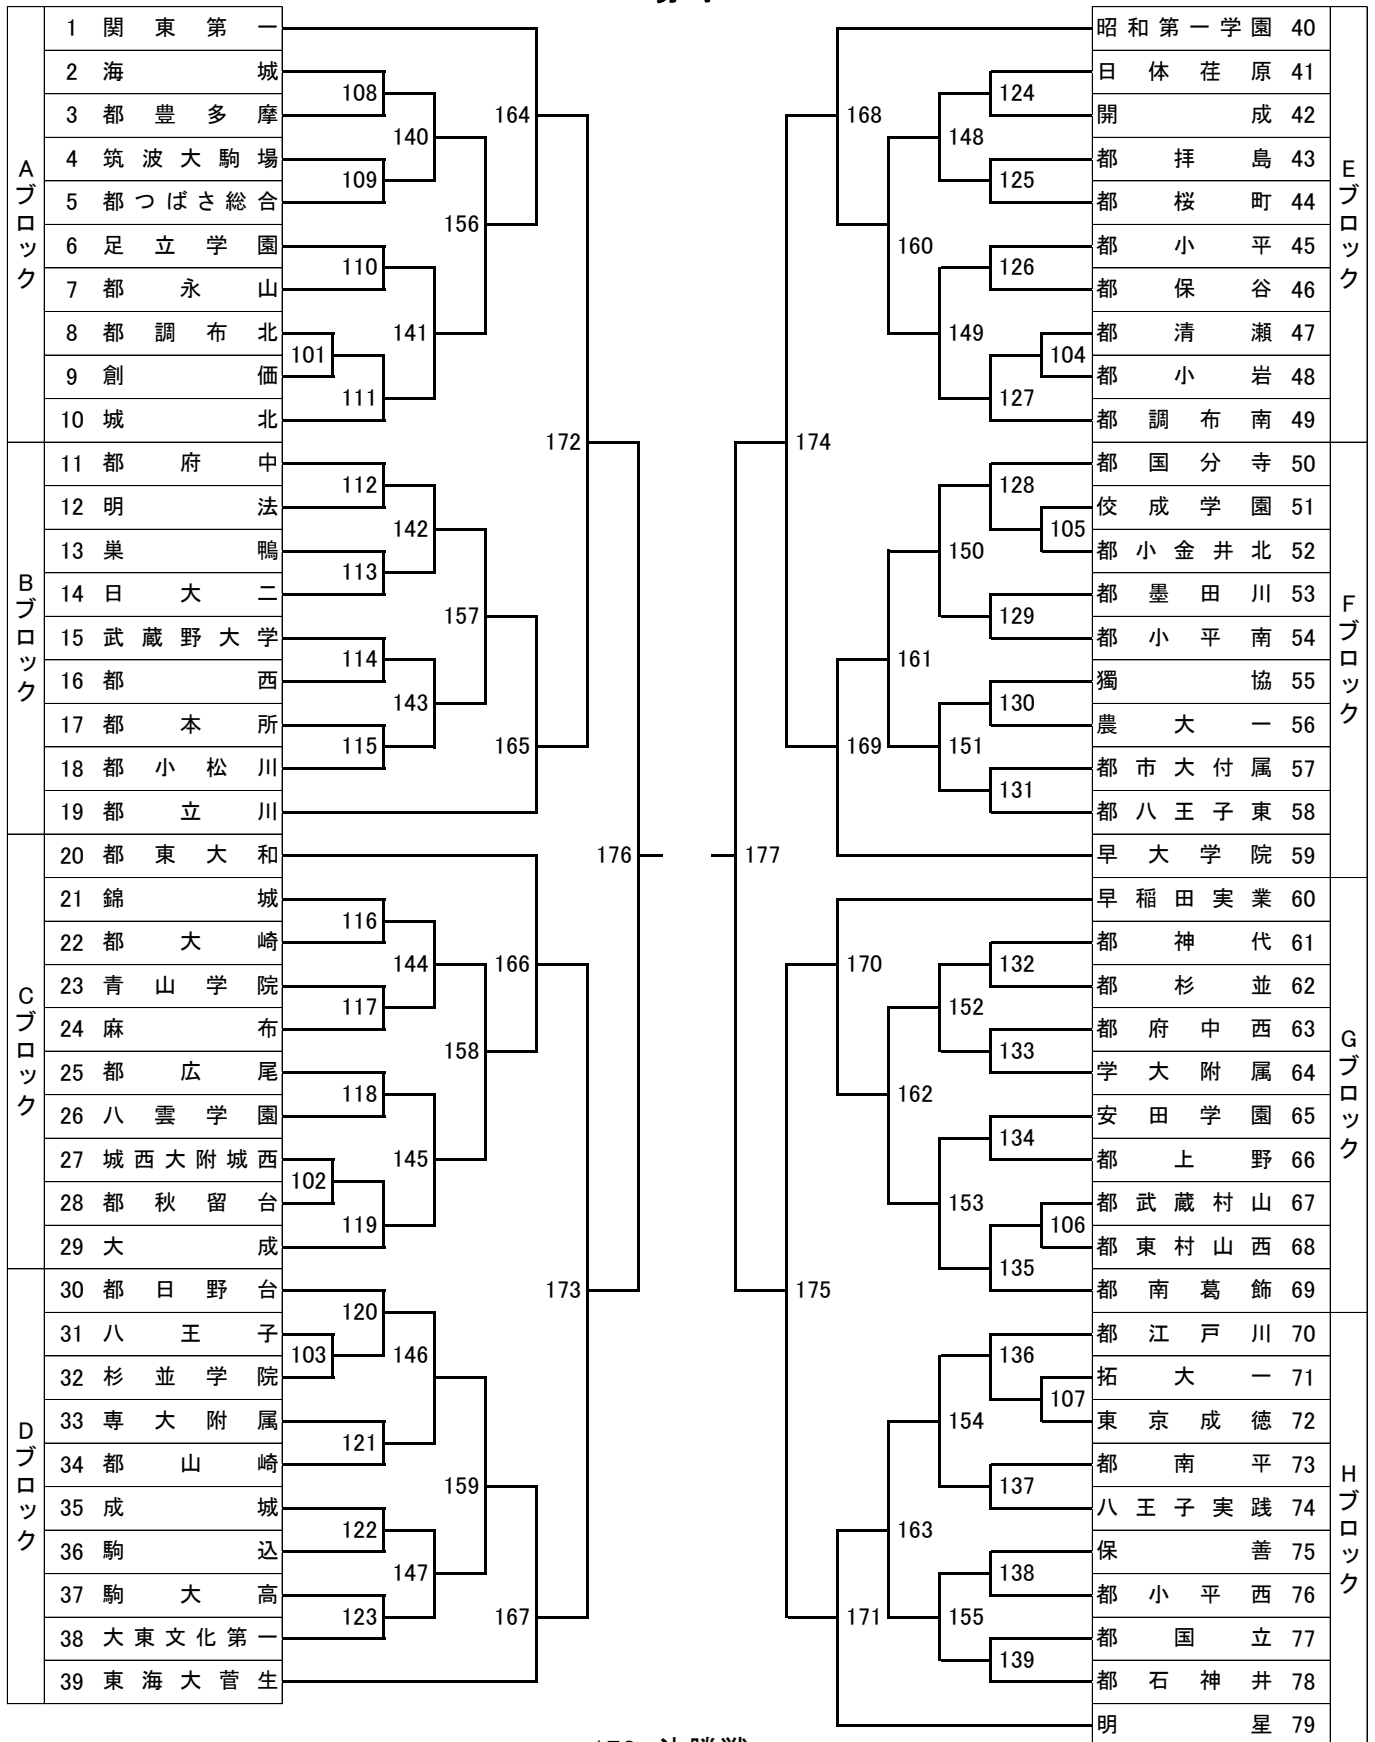 Aブロック
1 関東第一
2 海城
3 都豊多摩
4 筑波大駒場
5 都つばさ総合
6 足立学園
7 都永山
8 都調布北
9 創価
10 城北
Bブロック
11 都府中
12 明法
13 巣鴨
14 日大二
15 武蔵野大学
16 都西
17 都本所
18 都小松川
19 都立川
Cブロック
20 都東大和
21 錦城
22 都大崎
23 青山学院
24 麻布
25 都広尾
26 八雲学園
27 城西大附城西
28 都秋留台
29 大成
Dブロック
30 都日野台
31 八王子
32 杉並学院
33 専大附属
34 都山崎
35 成城
36 駒込
37 駒大高
38 大東文化第一
39 東海大菅生
101
102
103
108
109
110
111
112
113
114
115
116
117
118
119
120
121
122
123
140
141
142
143
144
145
146
147
156
157
158
159
164
165
166
167
172
173
176
177
174
175
168
169
170
171
160
161
162
163
148
149
150
151
152
153
154
155
124
125
126
127
128
129
130
131
132
133
134
135
136
137
138
139
104
105
106
107
Eブロック
昭和第一学園 40
日体荏原 41
開成 42
都拝島 43
都桜町 44
都小平 45
都保谷 46
都清瀬 47
都小岩 48
都調布南 49
Fブロック
都国分寺 50
佼成学園 51
都小金井北 52
都墨田川 53
都小平南 54
獨協 55
農大一 56
都市大付属 57
都八王子東 58
早大学院 59
Gブロック
早稲田実業 60
都神代 61
都杉並 62
都府中西 63
学大附属 64
安田学園 65
都上野 66
都武蔵村山 67
都東村山西 68
都南葛飾 69
Hブロック
都江戸川 70
拓大一 71
東京成徳 72
都南平 73
八王子実践 74
保善 75
都小平西 76
都国立 77
都石神井 78
明星 79